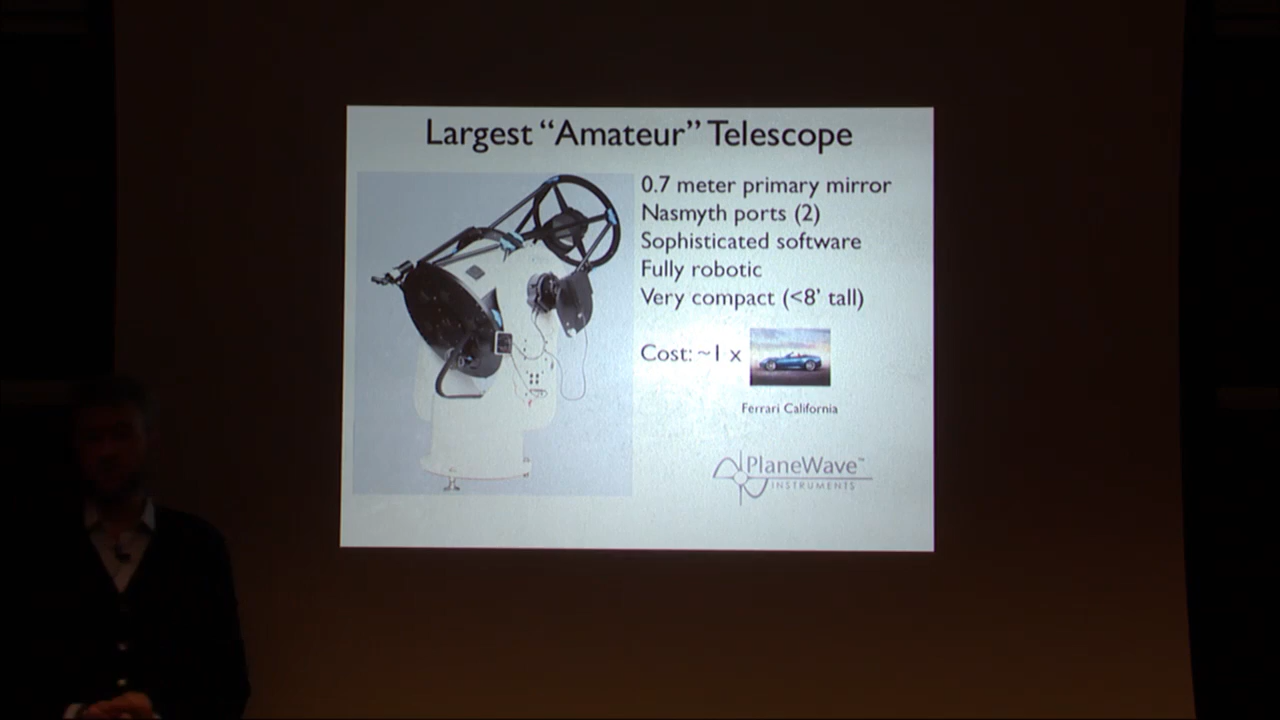 Largest “Amateur” Telescope
0.7 meter primary mirror
Nasmyth ports (2)
Sophisticated software
Fully robotic
Very compact (<8’ tall)
Cost: ~1 x
Ferrari California
PlaneWave™
INSTRUMENTS